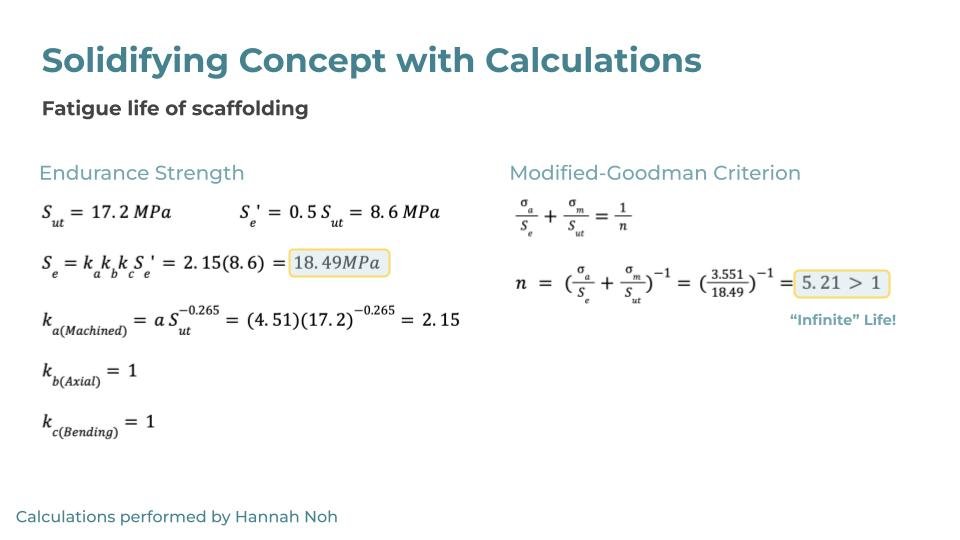 Solidifying Concept with Calculations
Fatigue life of scaffolding
Endurance Strength
S_ut = 17.2 MPa
S_e' = 0.5 S_ut = 8.6 MPa
S_e = k_a k_b k_c S_e' = 2.15(8.6) = 18.49MPa
k_a(Machined) = a S_ut^−0.265 = (4.51)(17.2)^−0.265 = 2.15
k_b(Axial) = 1
k_c(Bending) = 1
Modified-Goodman Criterion
σ_a/S_e + σ_m/S_ut = 1/n
n = (σ_a/S_e + σ_m/S_ut)^−1 = (3.551/18.49)^−1 = 5.21 > 1
“Infinite” Life!
Calculations performed by Hannah Noh